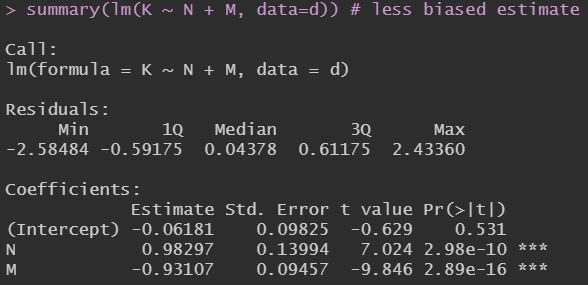 > summary(lm(K ~ N + M, data=d)) # less biased estimate
Call:
lm(formula = K ~ N + M, data = d)
Residuals:
Min 1Q Median 3Q Max
-2.58484 -0.59175 0.04378 0.61175 2.43360
Coefficients:
Estimate Std. Error t value Pr(>|t|)
(Intercept) -0.06181 0.09825 -0.629 0.531
N 0.98297 0.13994 7.024 2.98e-10 ***
M -0.93107 0.09457 -9.846 2.89e-16 ***